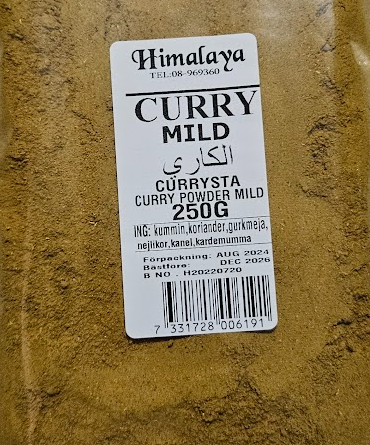 Himalaya
TEL:08-969360
CURRY
MILD
الكاري
CURRYSTA
CURRY POWDER MILD
250G
ING: kummin,koriander,gurkmeja,
nejlikor,kanel,kardemumma
Förpackning: AUG 2024
Bästföre: DEC 2026
B NO . H20220720
7 331728 006191